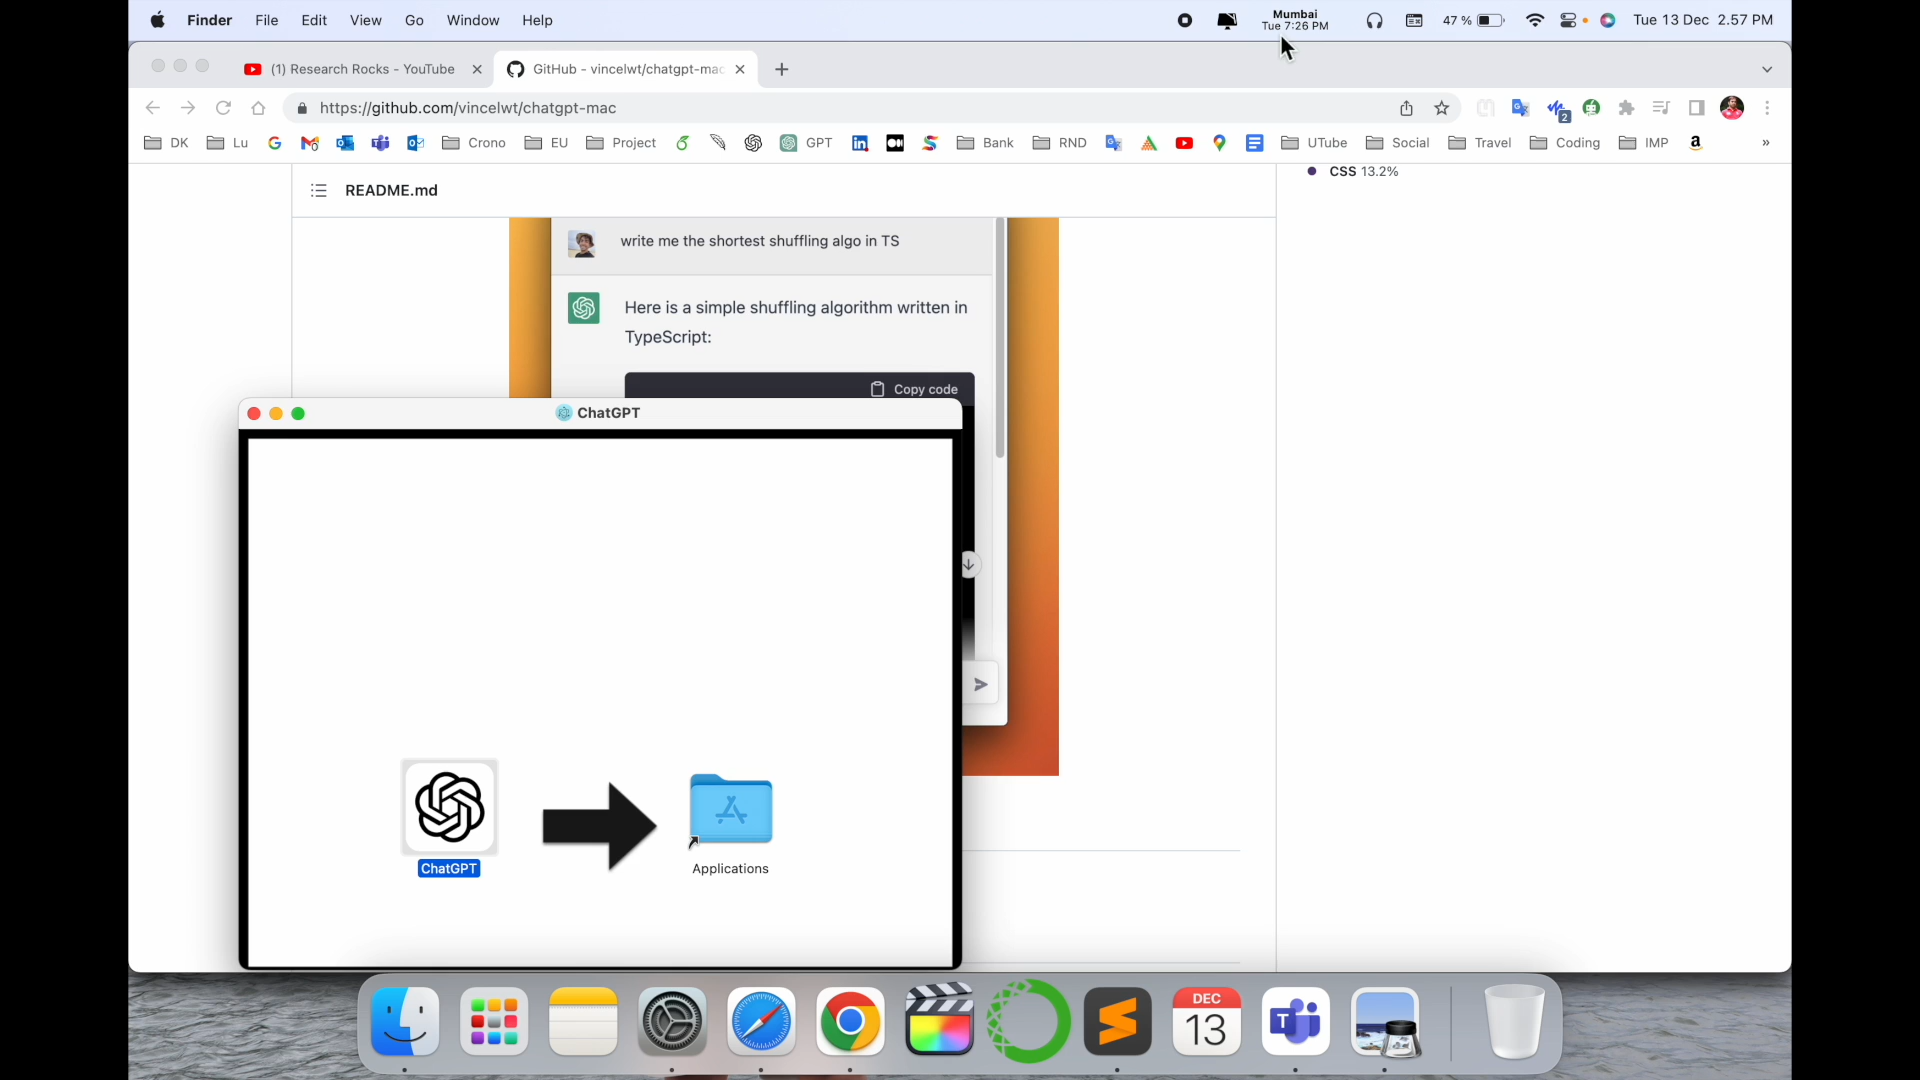 Finder File Edit View Go Window Help
Mumbai
Tue 7:26 PM
47 %
Tue 13 Dec 2.57 PM
(1) Research Rocks - YouTube
GitHub - vincelwt/chatgpt-mac
https://github.com/vincelwt/chatgpt-mac
2
DK Lu Crono EU Project GPT Bank RND UTube Social Travel Coding IMP »
README.md
CSS 13.2%
write me the shortest shuffling algo in TS
Here is a simple shuffling algorithm written in
TypeScript:
Copy code
ChatGPT
ChatGPT
Applications
DEC
13
T